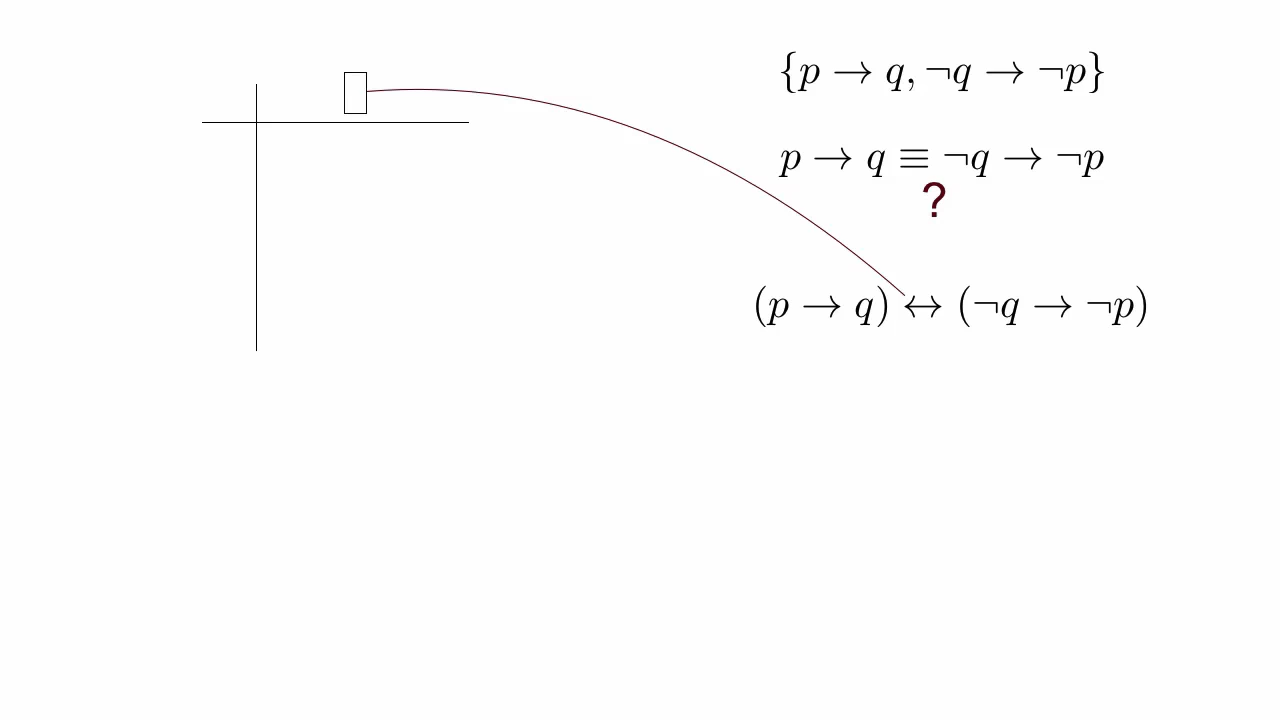 {p → q, ¬q → ¬p}
p → q ≡ ¬q → ¬p
?
(p → q) ↔ (¬q → ¬p)